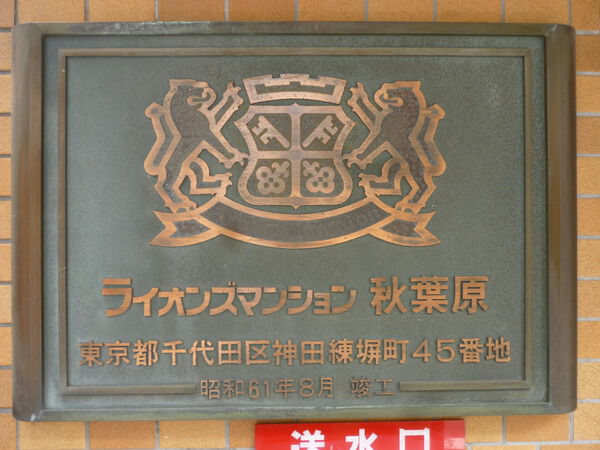 ライオンズマンション 秋葉原
東京都千代田区神田練塀町45番地
昭和61年8月 竣工
送水口